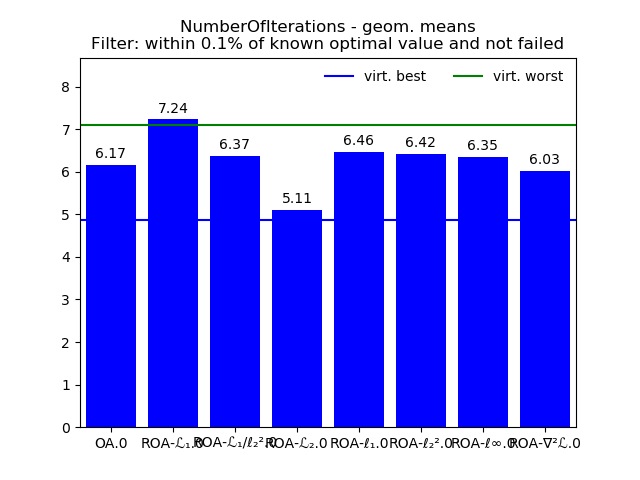 NumberOfIterations - geom. means
Filter: within 0.1% of known optimal value and not failed
virt. best virt. worst
8
7
6
5
4
3
2
1
0
6.17 7.24 6.37 5.11 6.46 6.42 6.35 6.03
OA.0 ROA-ℒ₁.0 ROA-ℒ₁/ℓ₂².0 ROA-ℒ₂.0 ROA-ℓ₁.0 ROA-ℓ₂².0 ROA-ℓ∞.0 ROA-∇²ℒ.0